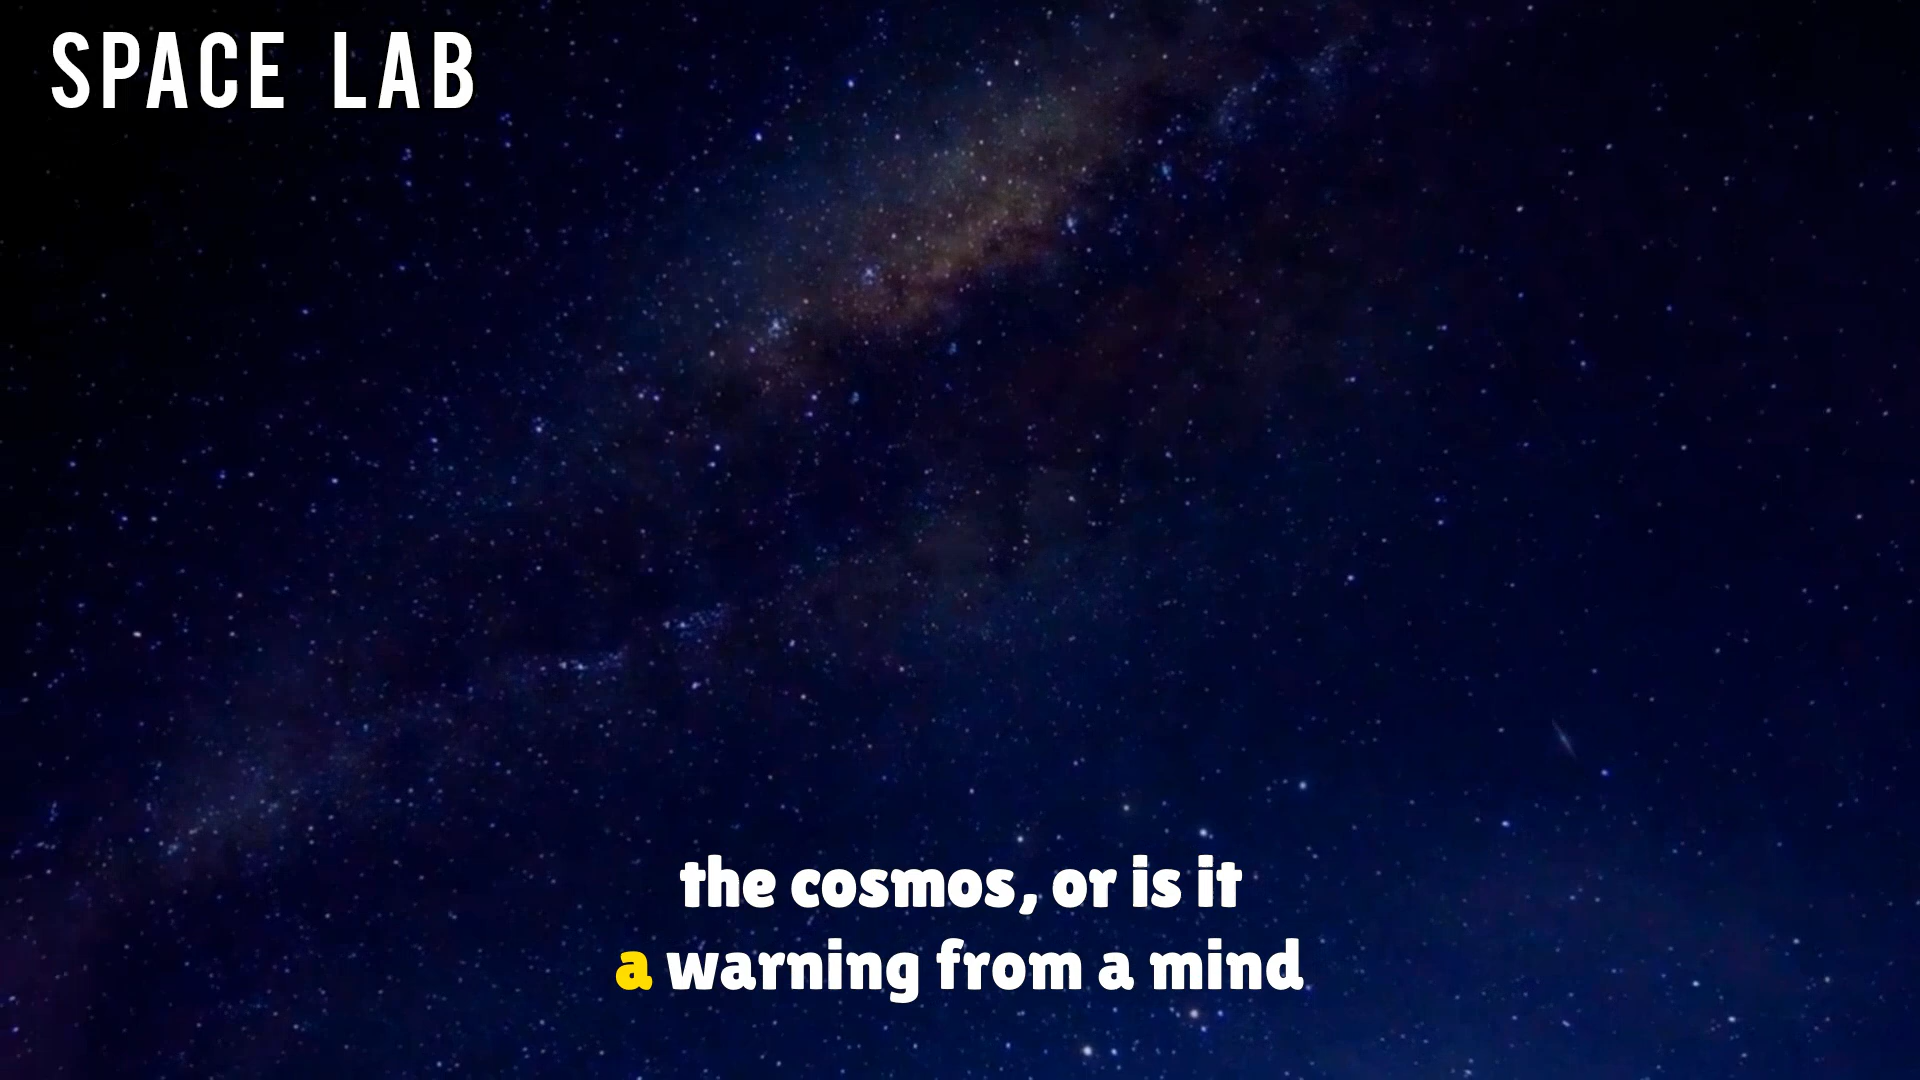 SPACE LAB
the cosmos, or is it
a warning from a mind